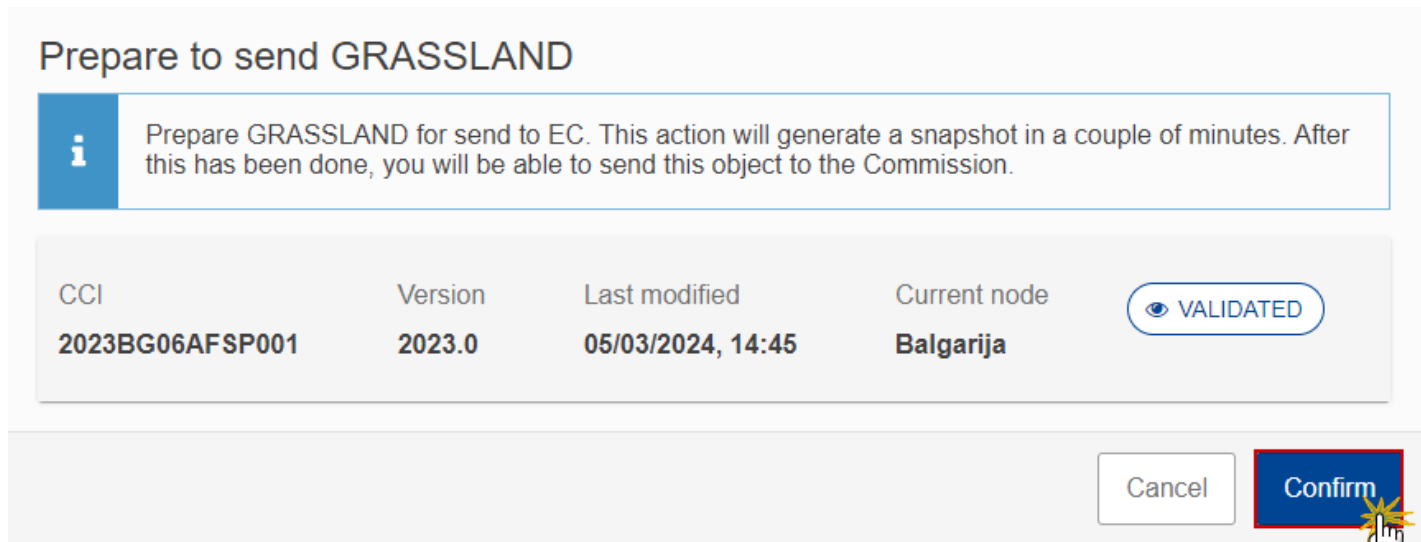 Prepare to send GRASSLAND
Prepare GRASSLAND for send to EC. This action will generate a snapshot in a couple of minutes. After
this has been done, you will be able to send this object to the Commission.
CCI Version Last modified Current node
VALIDATED
2023BG06AFSP001 2023.0 05/03/2024, 14:45 Balgarija
Cancel Confirm